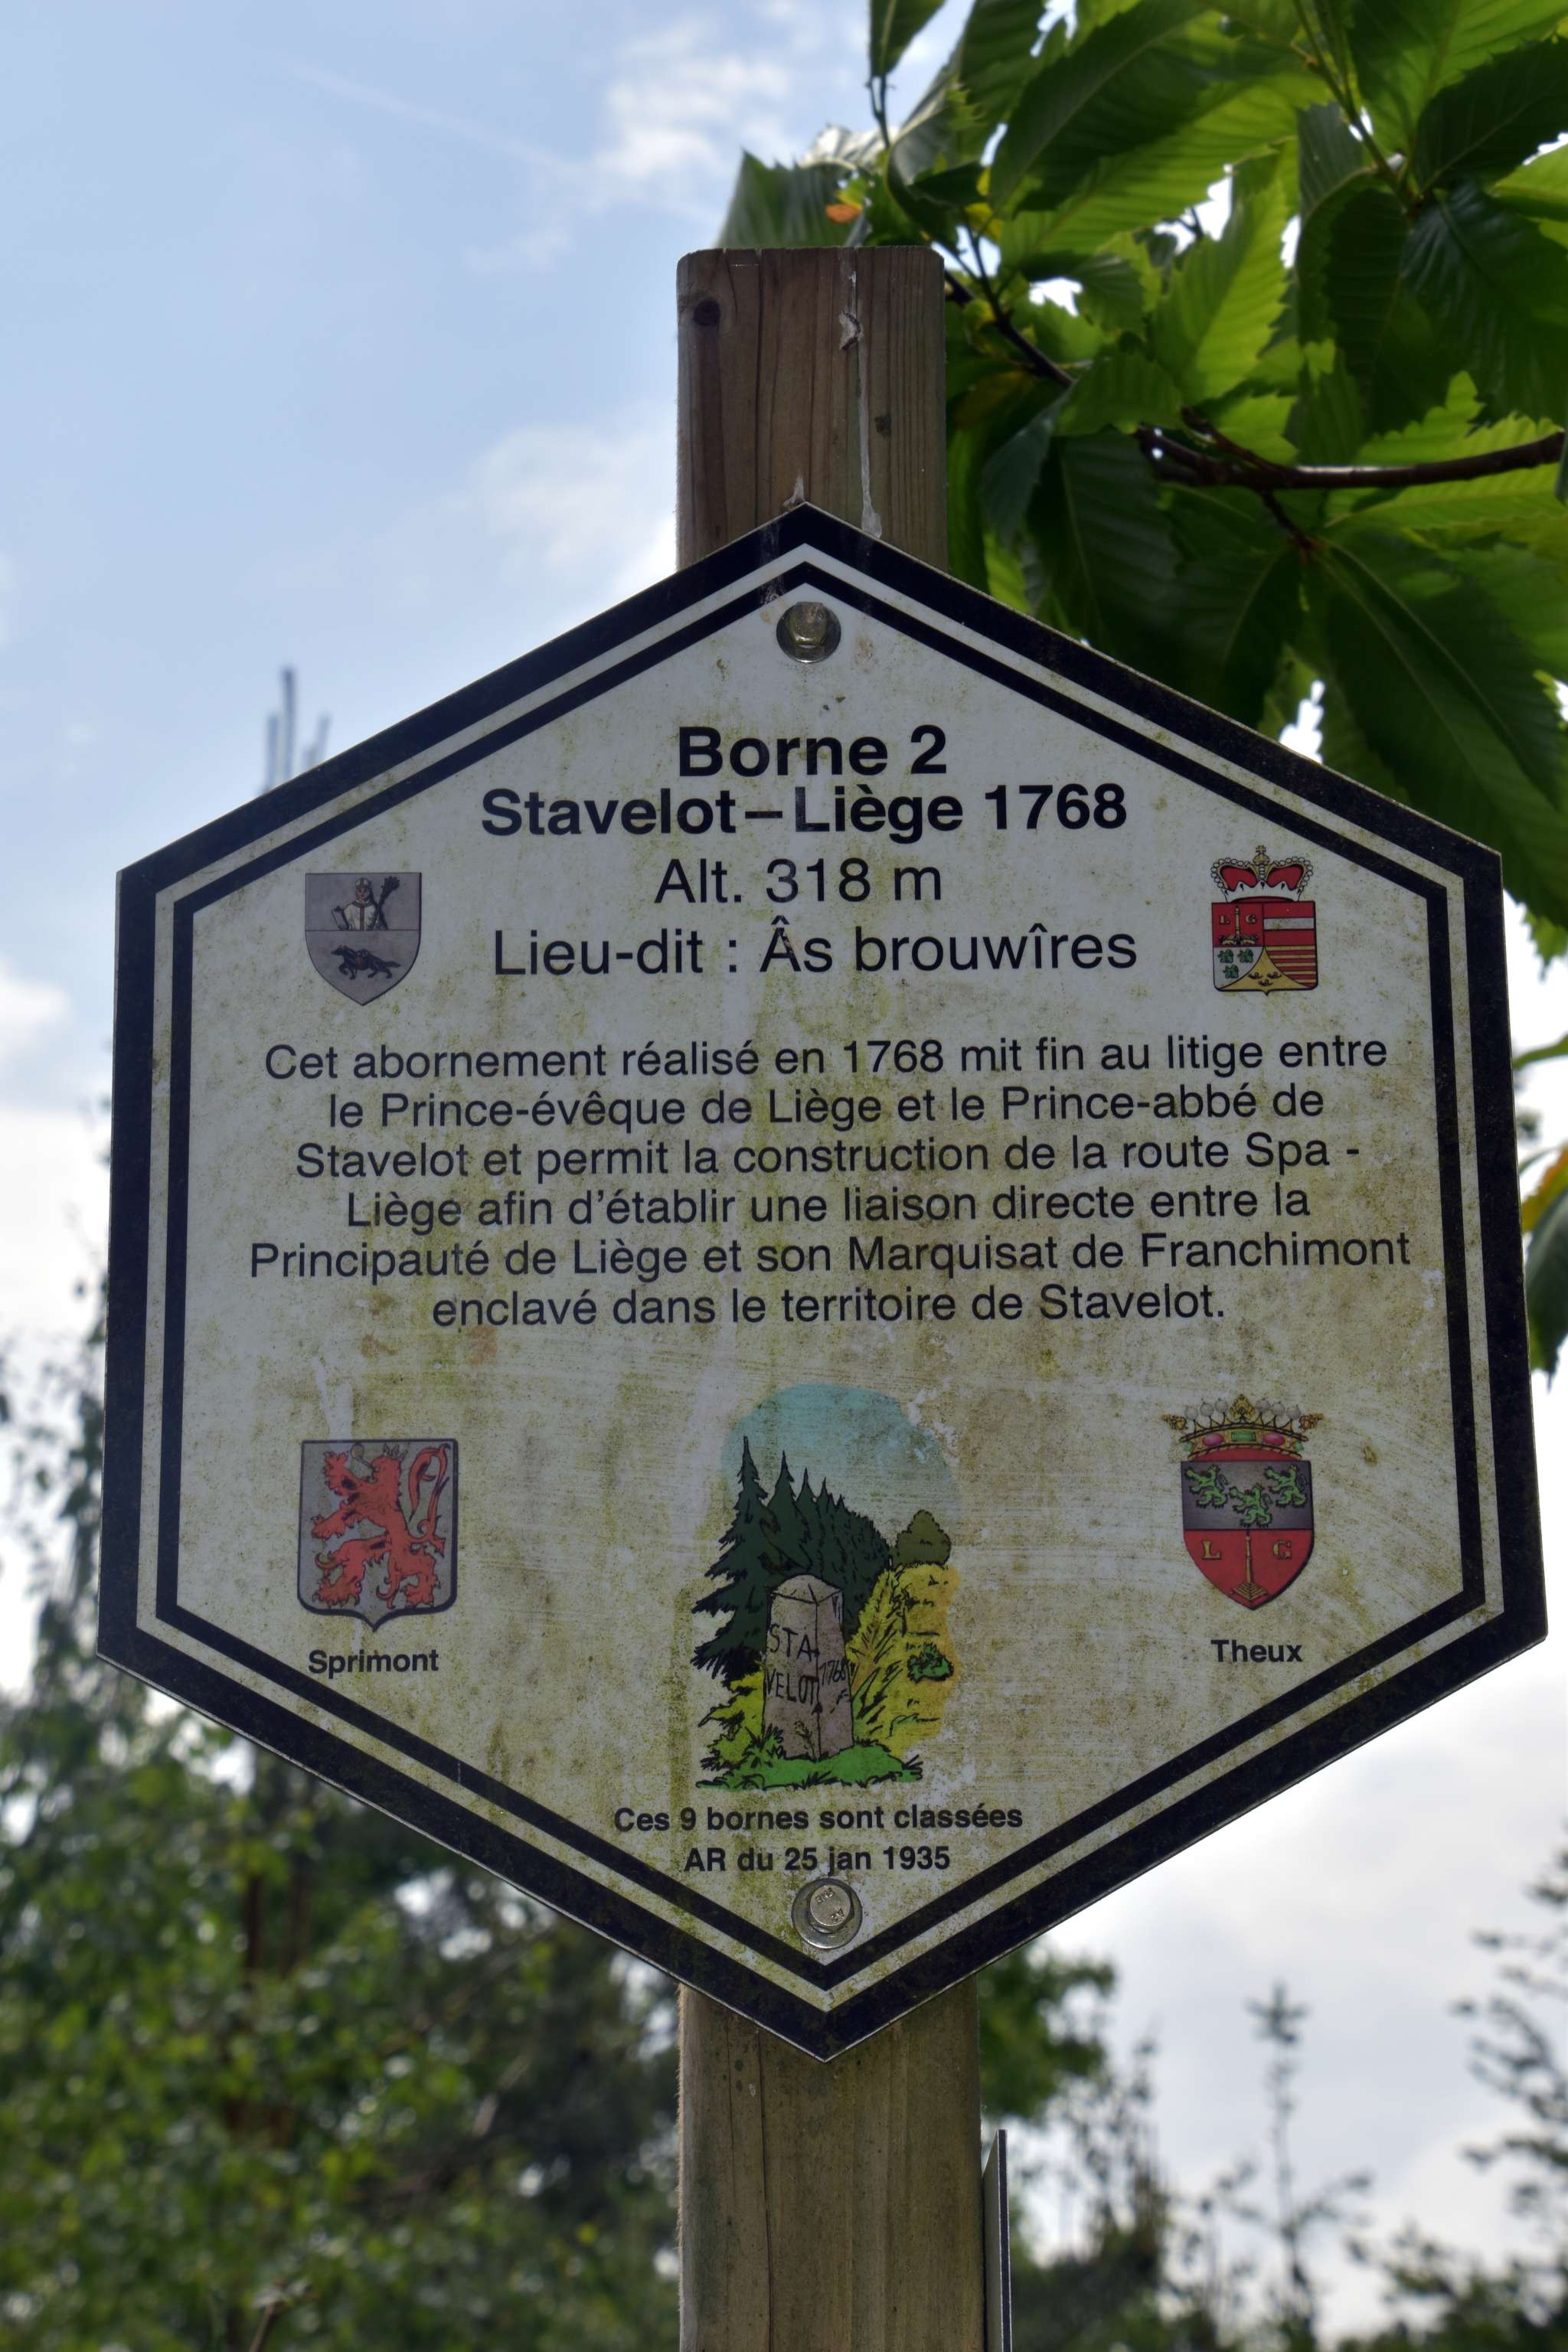 Borne 2
Stavelot – Liège 1768
Alt. 318 m
Lieu-dit : Âs brouwîres
L G
Cet abornement réalisé en 1768 mit fin au litige entre
le Prince-évêque de Liège et le Prince-abbé de
Stavelot et permit la construction de la route Spa -
Liège afin d'établir une liaison directe entre la
Principauté de Liège et son Marquisat de Franchimont
enclavé dans le territoire de Stavelot.
L G
STA-
VELOT
1768
Sprimont
Theux
Ces 9 bornes sont classées
AR du 25 jan 1935